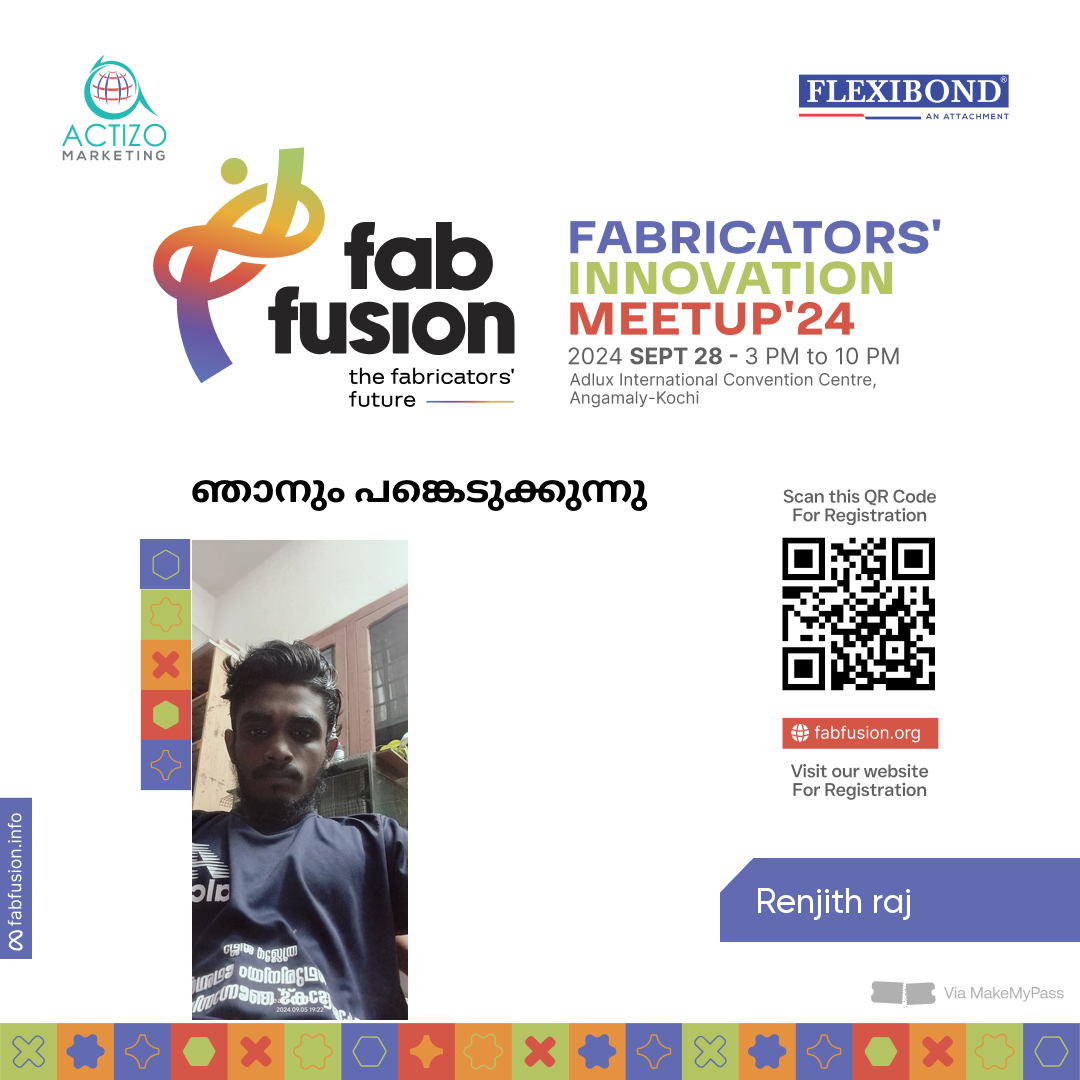 ACTIZO
MARKETING
FLEXIBOND®
AN ATTACHMENT
fab
fusion
the fabricators'
future
FABRICATORS'
INNOVATION
MEETUP'24
2024 SEPT 28 - 3 PM to 10 PM
Adlux International Convention Centre,
Angamaly-Kochi
ഞാനും പങ്കെടുക്കുന്നു
Scan this QR Code
For Registration
fabfusion.org
Visit our website
For Registration
fabfusion.info
Renjith raj
2024.09.05 19:22
Via MakeMyPass